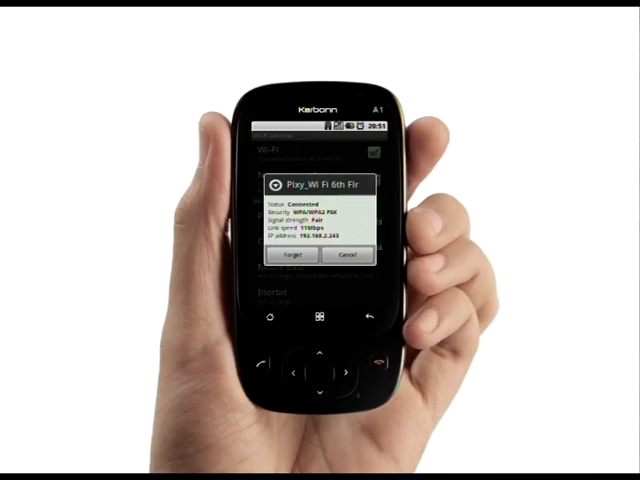 Karbonn
A1
20:51
Wi-Fi
Pixy_Wi Fi 6th Flr
Status Connected
Security WPA/WPA2 PSK
Signal strength Fair
Link speed 11Mbps
IP address 192.168.2.243
Forget Cancel
Inorbit